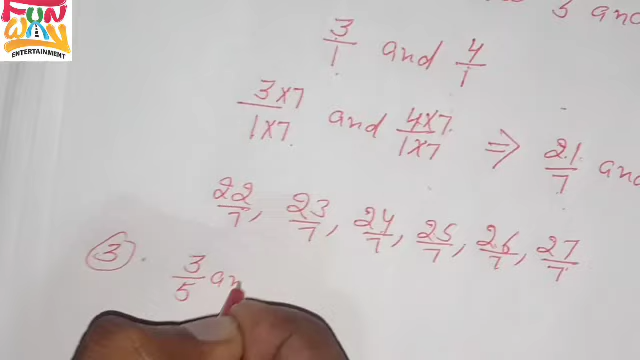 FUN
WAY
ENTERTAINMENT
3 and
3/1 and 4/1
3×7/1×7 and 4×7/1×7 ⇒ 21/7 and
22/7, 23/7, 24/7, 25/7, 26/7, 27/7
3. 3/5 an